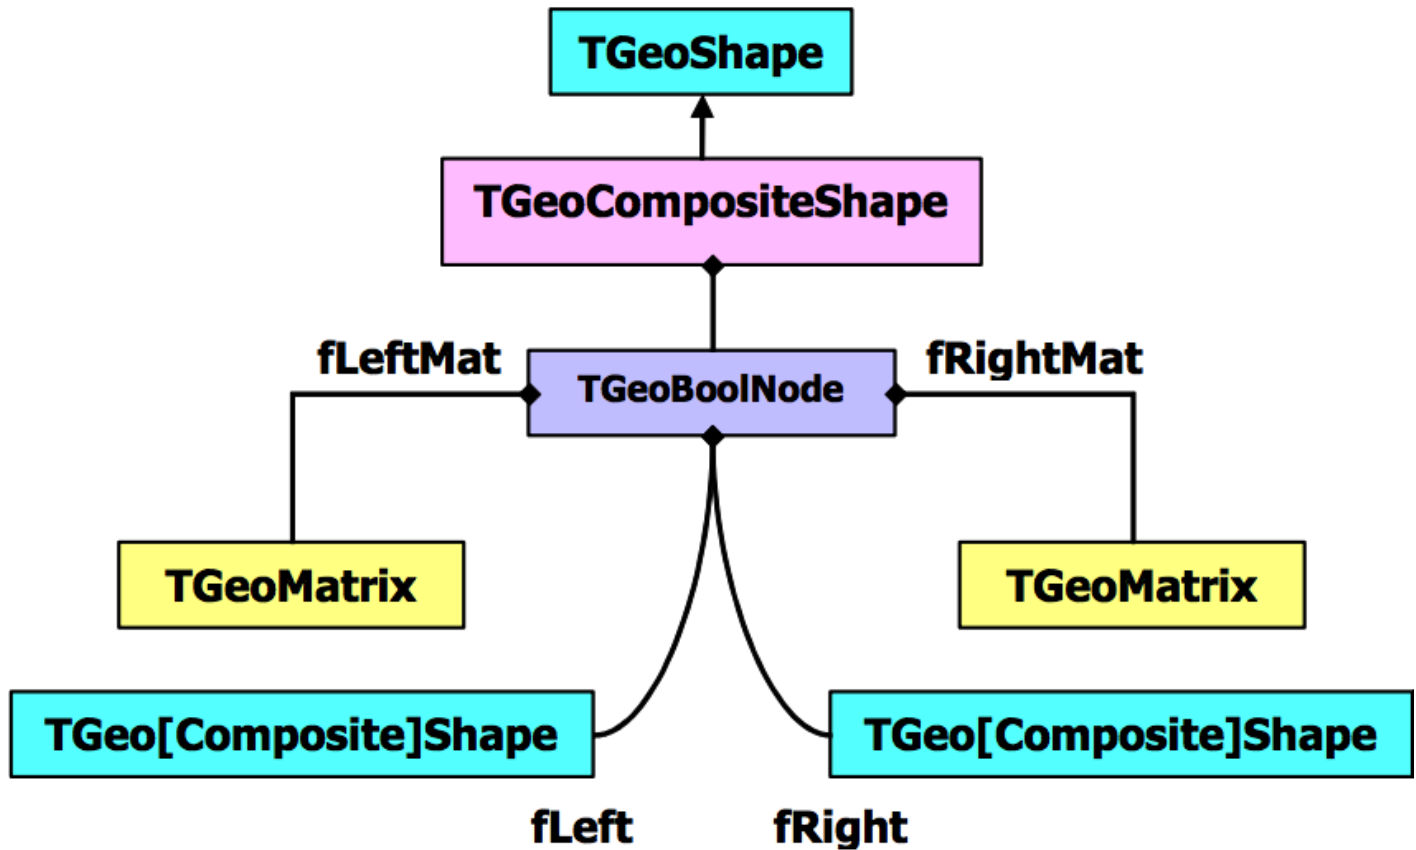 TGeoShape
TGeoCompositeShape
fLeftMat
fRightMat
TGeoBoolNode
TGeoMatrix
TGeoMatrix
TGeo[Composite]Shape
TGeo[Composite]Shape
fLeft
fRight